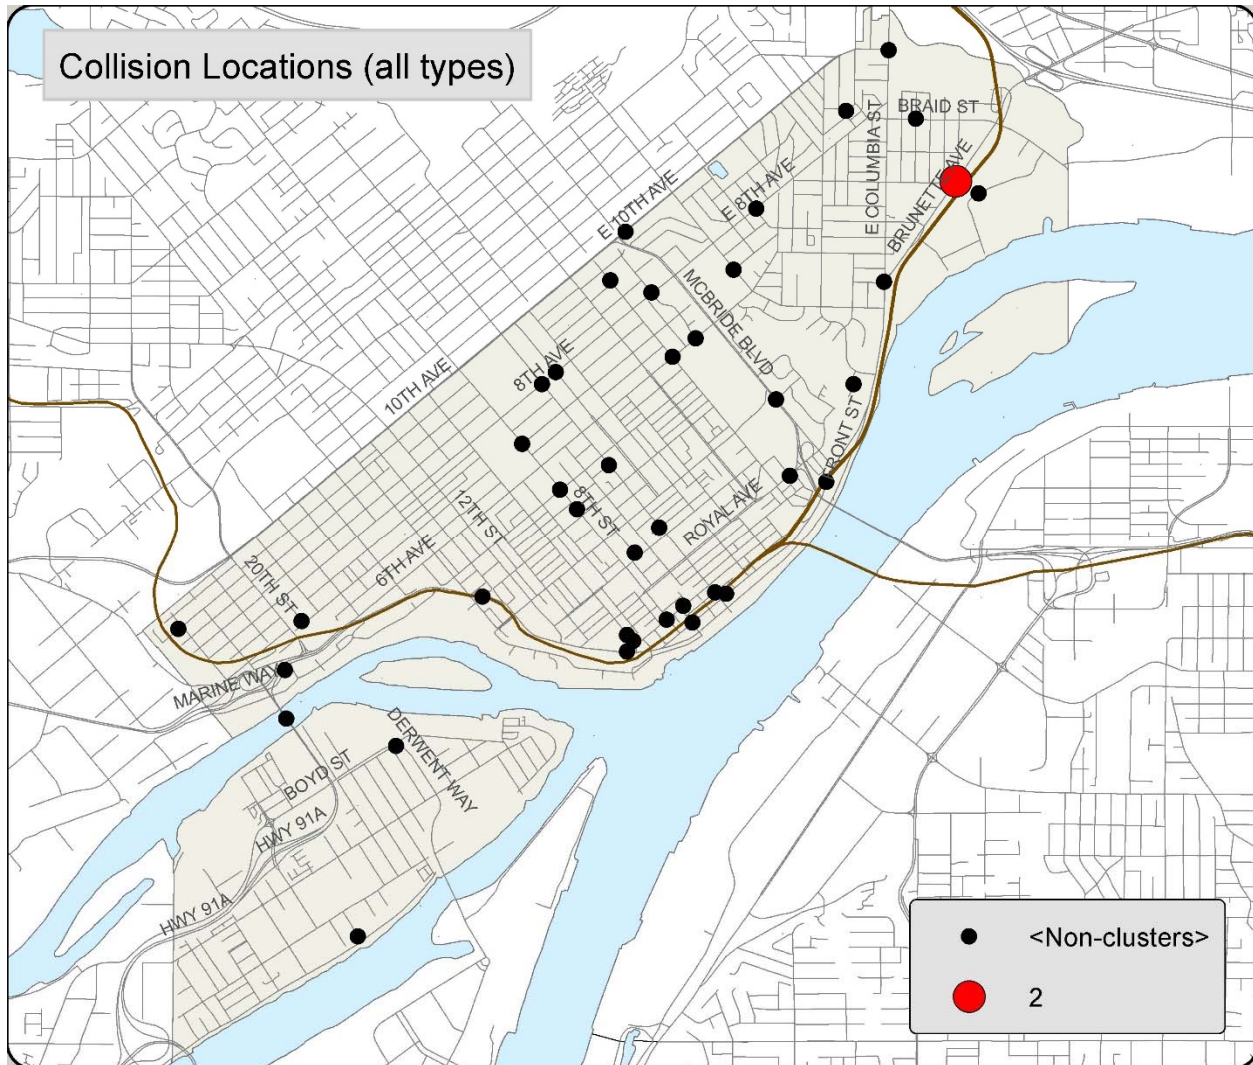 Collision Locations (all types)
BRAID ST
E COLUMBIA ST
BRUNETTE AVE
E 10TH AVE
E 8TH AVE
MCBRIDE BLVD
10TH AVE
8TH AVE
FRONT ST
12TH ST
8TH ST
ROYAL AVE
20TH ST
6TH AVE
MARINE WAY
BOYD ST
DERWENT WAY
HWY 91A
HWY 91A
<Non-clusters>
2